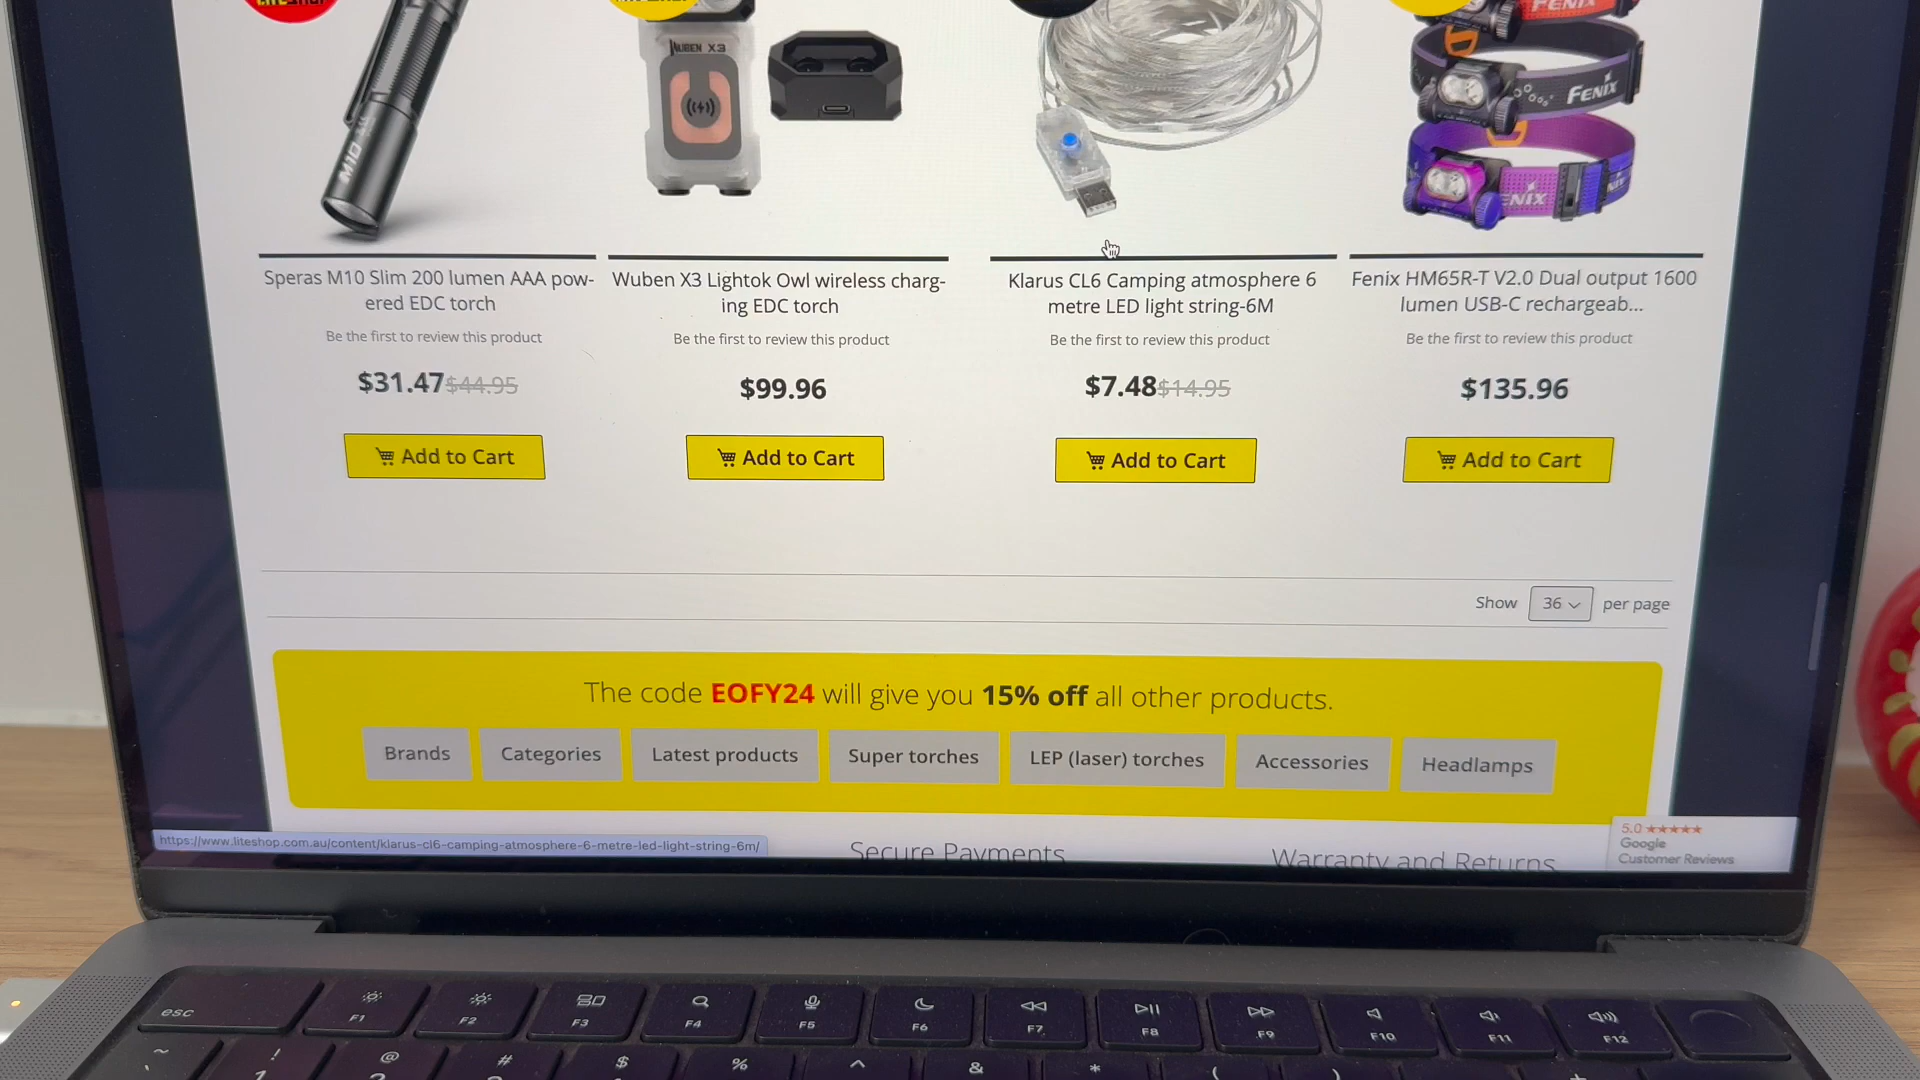 LiteShop
FENIX
WUBEN X3
FENIX
M10
FENIX
Speras M10 Slim 200 lumen AAA pow-
ered EDC torch
Be the first to review this product
$31.47 $44.95
Add to Cart
Wuben X3 Lightok Owl wireless charg-
ing EDC torch
Be the first to review this product
$99.96
Add to Cart
Klarus CL6 Camping atmosphere 6
metre LED light string-6M
Be the first to review this product
$7.48 $14.95
Add to Cart
Fenix HM65R-T V2.0 Dual output 1600
lumen USB-C rechargeab...
Be the first to review this product
$135.96
Add to Cart
Show 36 per page
The code EOFY24 will give you 15% off all other products.
Brands Categories Latest products Super torches LEP (laser) torches Accessories Headlamps
https://www.liteshop.com.au/content/klarus-cl6-camping-atmosphere-6-metre-led-light-string-6m/
Secure Payments
Warranty and Returns
5.0 ★★★★★
Google
Customer Reviews
esc F1 F2 F3 F4 F5 F6 F7 F8 F9 F10 F11 F12
~ ! @ # $ % ^ & * ( )